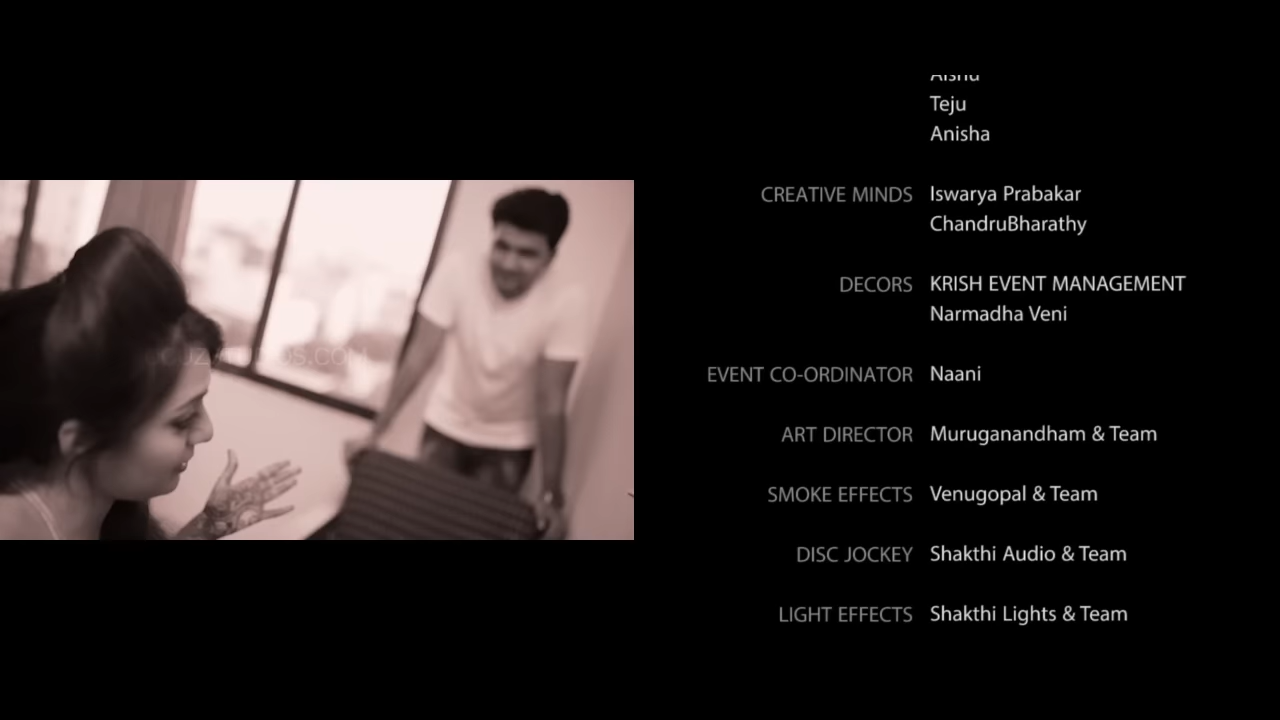 Teju
Anisha
CREATIVE MINDS Iswarya Prabakar
ChandruBharathy
DECORS KRISH EVENT MANAGEMENT
Narmadha Veni
EVENT CO-ORDINATOR Naani
ART DIRECTOR Muruganandham & Team
SMOKE EFFECTS Venugopal & Team
DISC JOCKEY Shakthi Audio & Team
LIGHT EFFECTS Shakthi Lights & Team